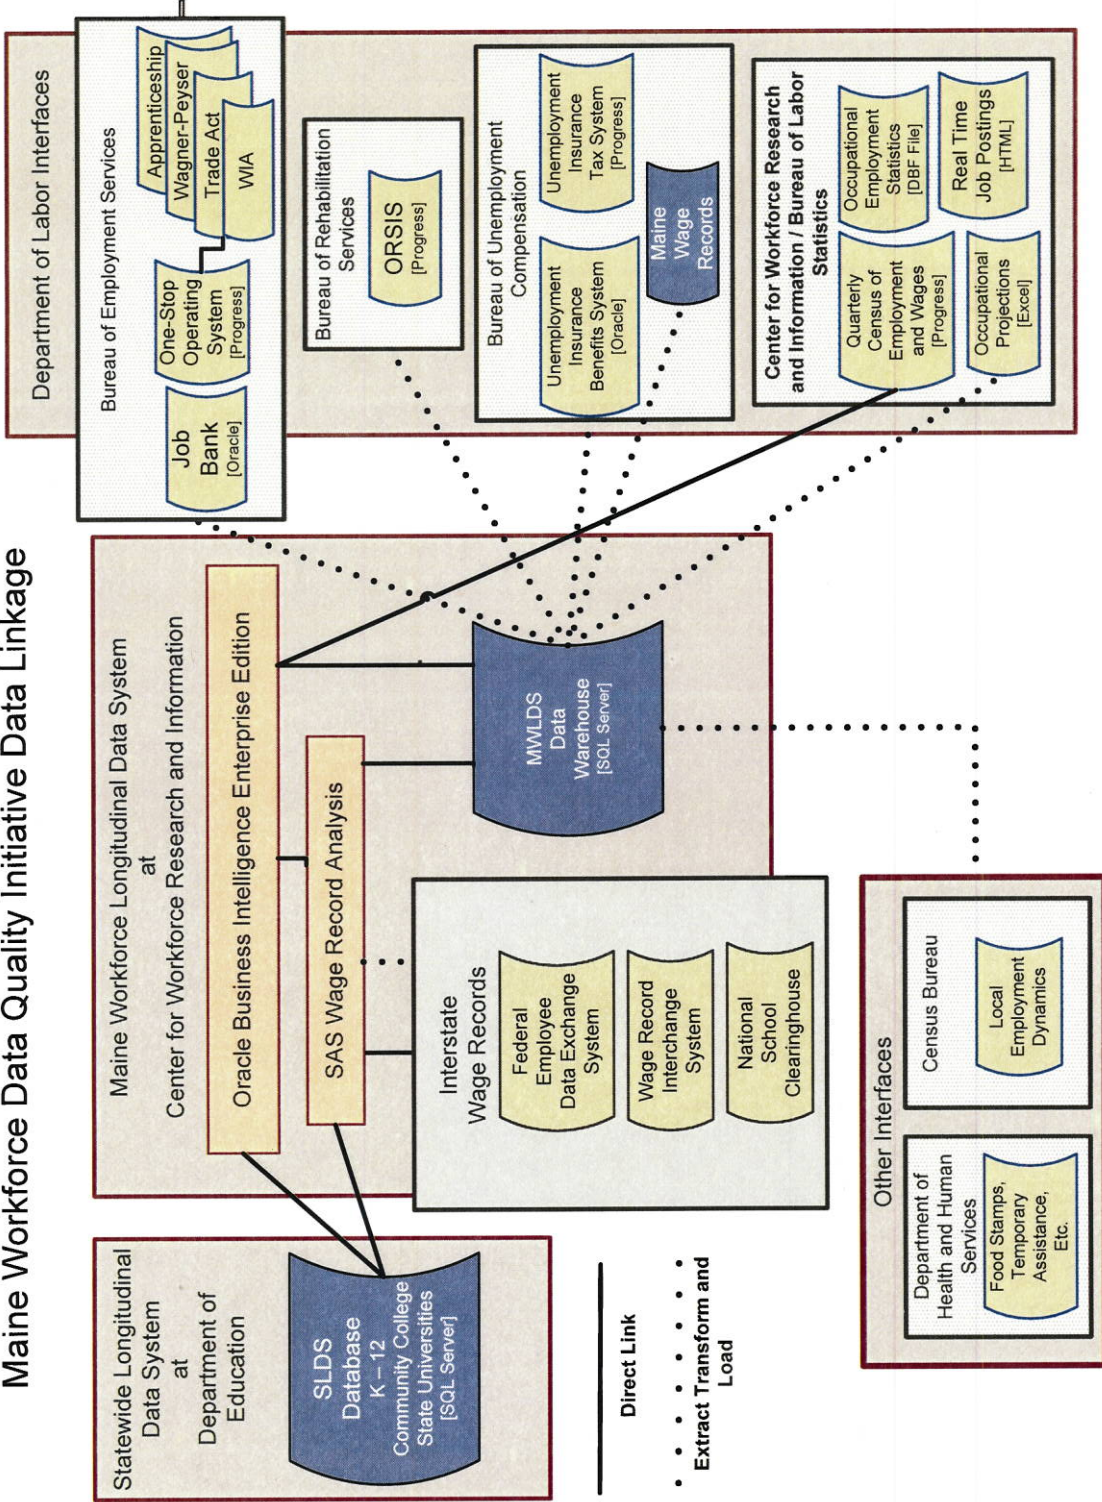 Maine Workforce Data Quality Initiative Data Linkage
Statewide Longitudinal
Data System
at
Department of
Education
SLDS
Database
K – 12
Community College
State Universities
[SQL Server]
Direct Link
Extract Transform and
Load
Maine Workforce Longitudinal Data System
at
Center for Workforce Research and Information
Oracle Business Intelligence Enterprise Edition
SAS Wage Record Analysis
Interstate
Wage Records
Federal
Employee
Data Exchange
System
Wage Record
Interchange
System
National
School
Clearinghouse
MWLDS
Data
Warehouse
[SQL Server]
Other Interfaces
Department of
Health and Human
Services
Food Stamps,
Temporary
Assistance,
Etc.
Census Bureau
Local
Employment
Dynamics
Department of Labor Interfaces
Bureau of Employment Services
Job
Bank
[Oracle]
One-Stop
Operating
System
[Progress]
Apprenticeship
Wagner-Peyser
Trade Act
WIA
Bureau of Rehabilitation
Services
ORSIS
[Progress]
Bureau of Unemployment
Compensation
Unemployment
Insurance
Benefits System
[Oracle]
Unemployment
Insurance
Tax System
[Progress]
Maine
Wage
Records
Center for Workforce Research
and Information / Bureau of Labor
Statistics
Quarterly
Census of
Employment
and Wages
[Progress]
Occupational
Employment
Statistics
[DBF File]
Occupational
Projections
[Excel]
Real Time
Job Postings
[HTML]